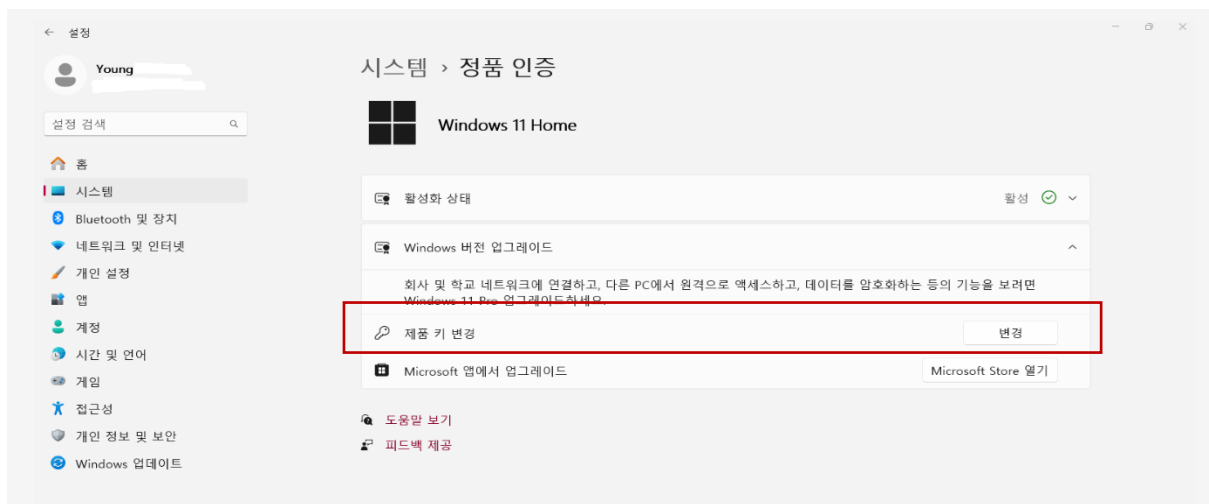 설정
Young
설정 검색
홈
시스템
Bluetooth 및 장치
네트워크 및 인터넷
개인 설정
앱
계정
시간 및 언어
게임
접근성
개인 정보 및 보안
Windows 업데이트
시스템 › 정품 인증
Windows 11 Home
활성화 상태 활성
Windows 버전 업그레이드
회사 및 학교 네트워크에 연결하고, 다른 PC에서 원격으로 액세스하고, 데이터를 암호화하는 등의 기능을 보려면
Windows 11 Pro 업그레이드하세요.
제품 키 변경 변경
Microsoft 앱에서 업그레이드 Microsoft Store 열기
도움말 보기
피드백 제공